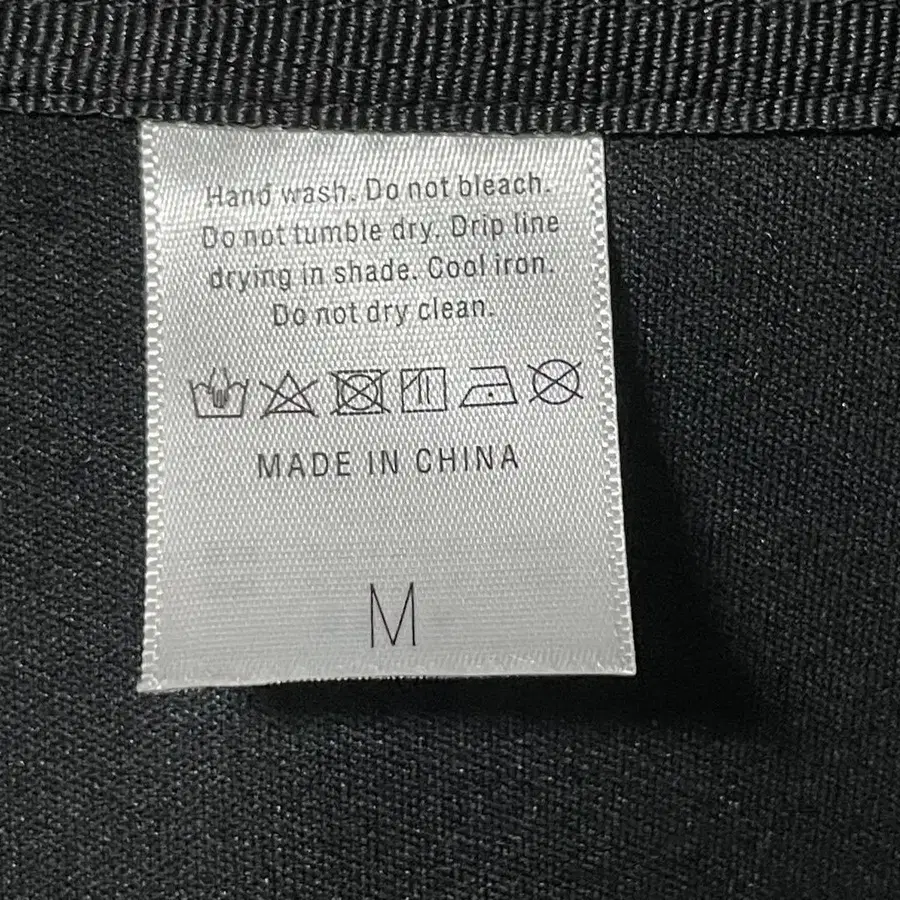 Hand wash. Do not bleach.
Do not tumble dry. Drip line
drying in shade. Cool iron.
Do not dry clean.
MADE IN CHINA
M